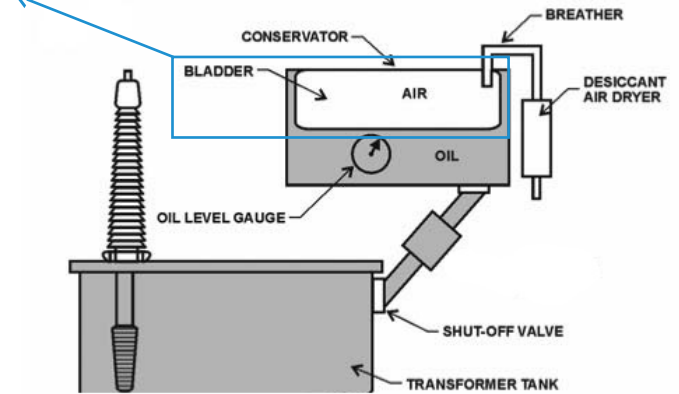 BREATHER
CONSERVATOR
BLADDER
AIR
DESICCANT
AIR DRYER
OIL
OIL LEVEL GAUGE
SHUT-OFF VALVE
TRANSFORMER TANK